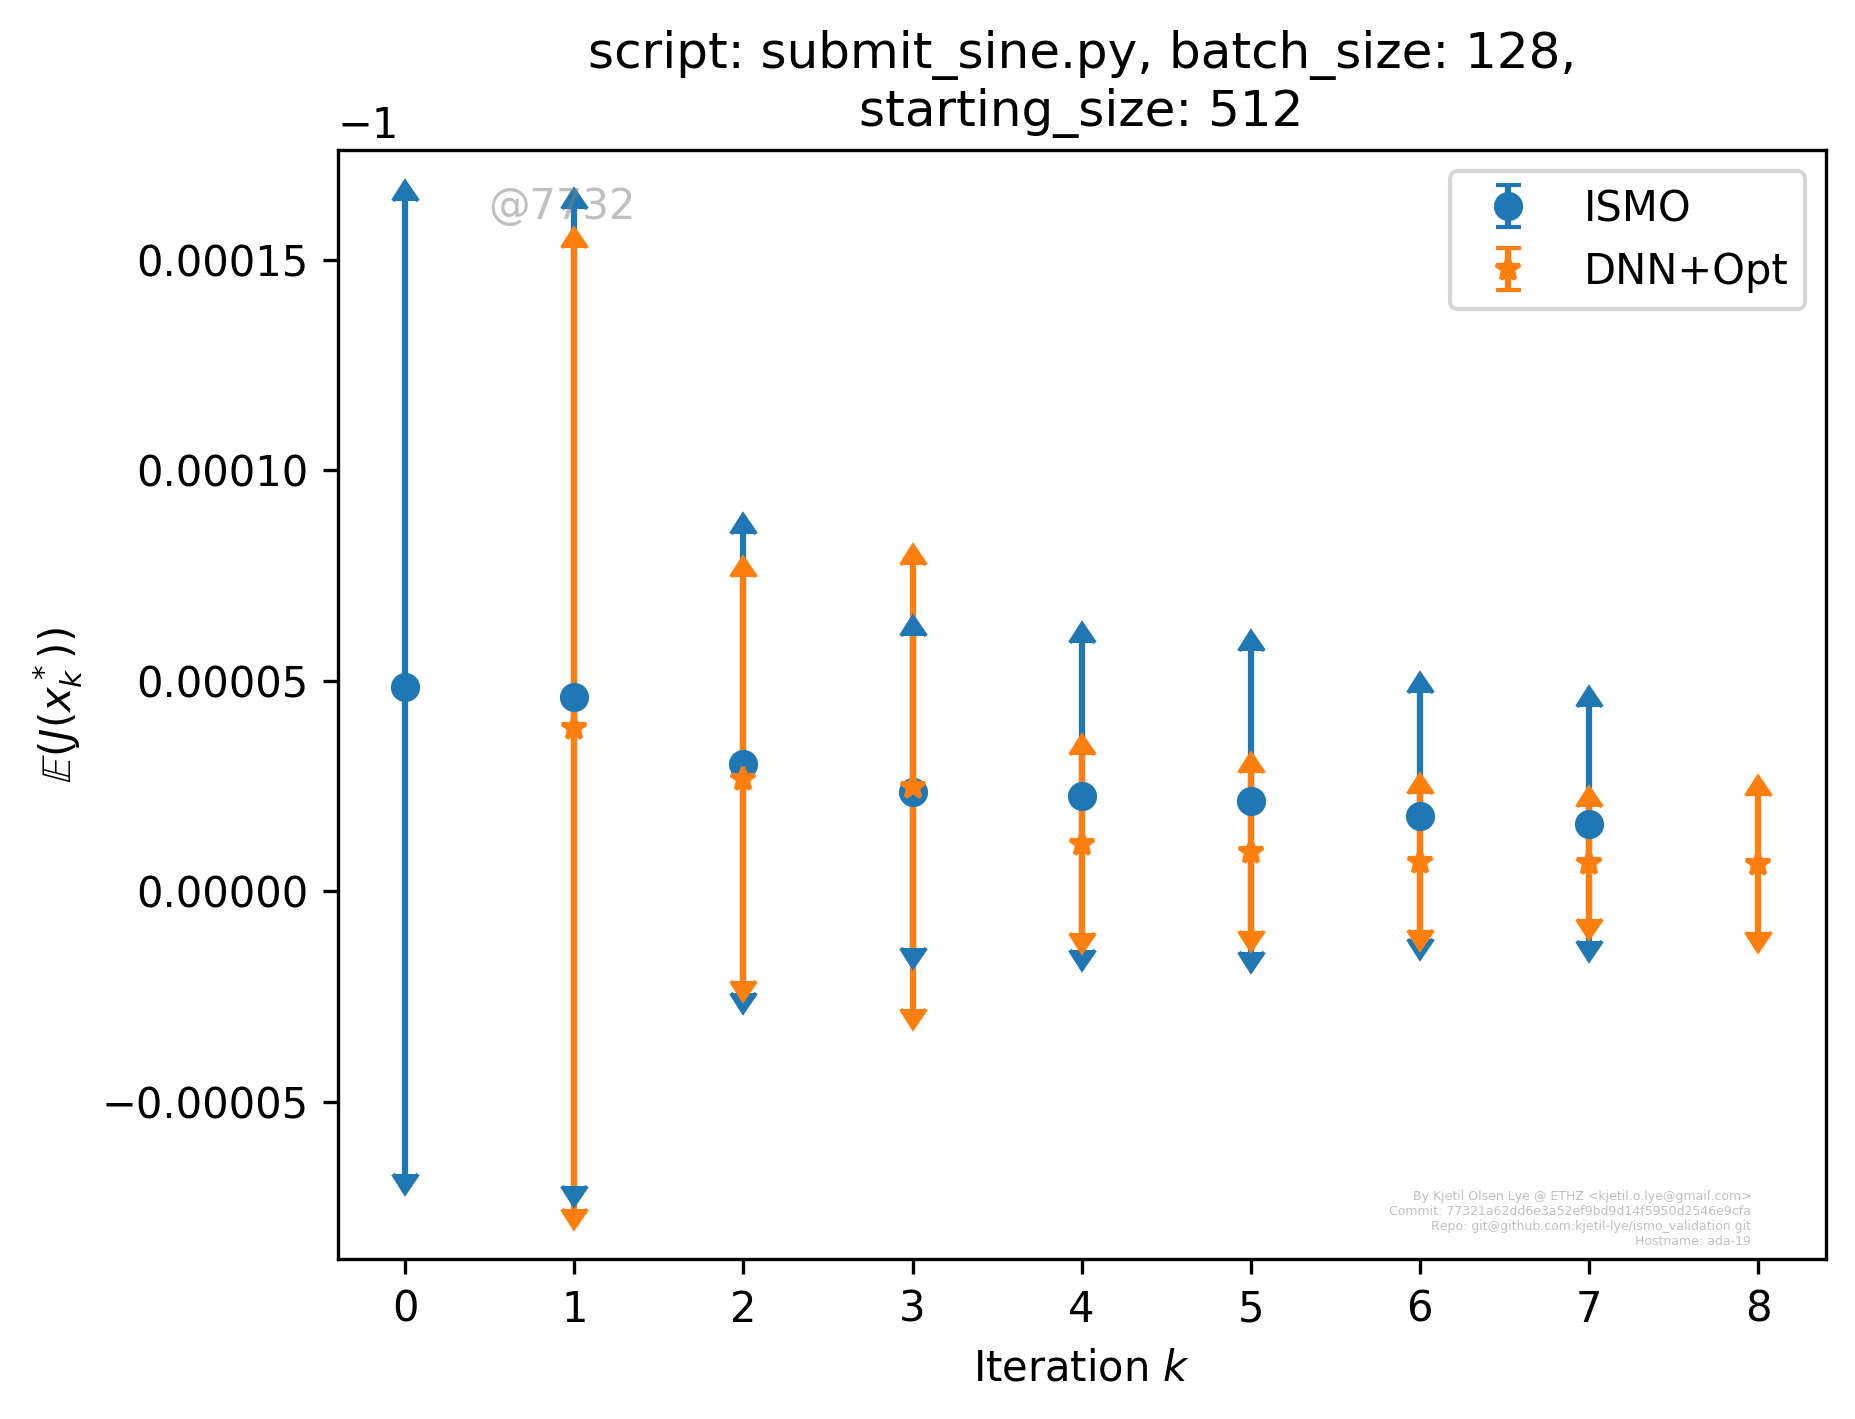 script: submit_sine.py, batch_size: 128,
starting_size: 512
−1
@7732
ISMO
DNN+Opt
0.00015
0.00010
0.00005
0.00000
−0.00005
𝔼(J(x*k))
0 1 2 3 4 5 6 7 8
Iteration k
By Kjetil Olsen Lye @ ETHZ <kjetil.o.lye@gmail.com>
Commit: 77321a62dd6e3a52ef9bd9d14f5950d2546e9cfa
Repo: git@github.com:kjetil-lye/ismo_validation.git
Hostname: ada-19